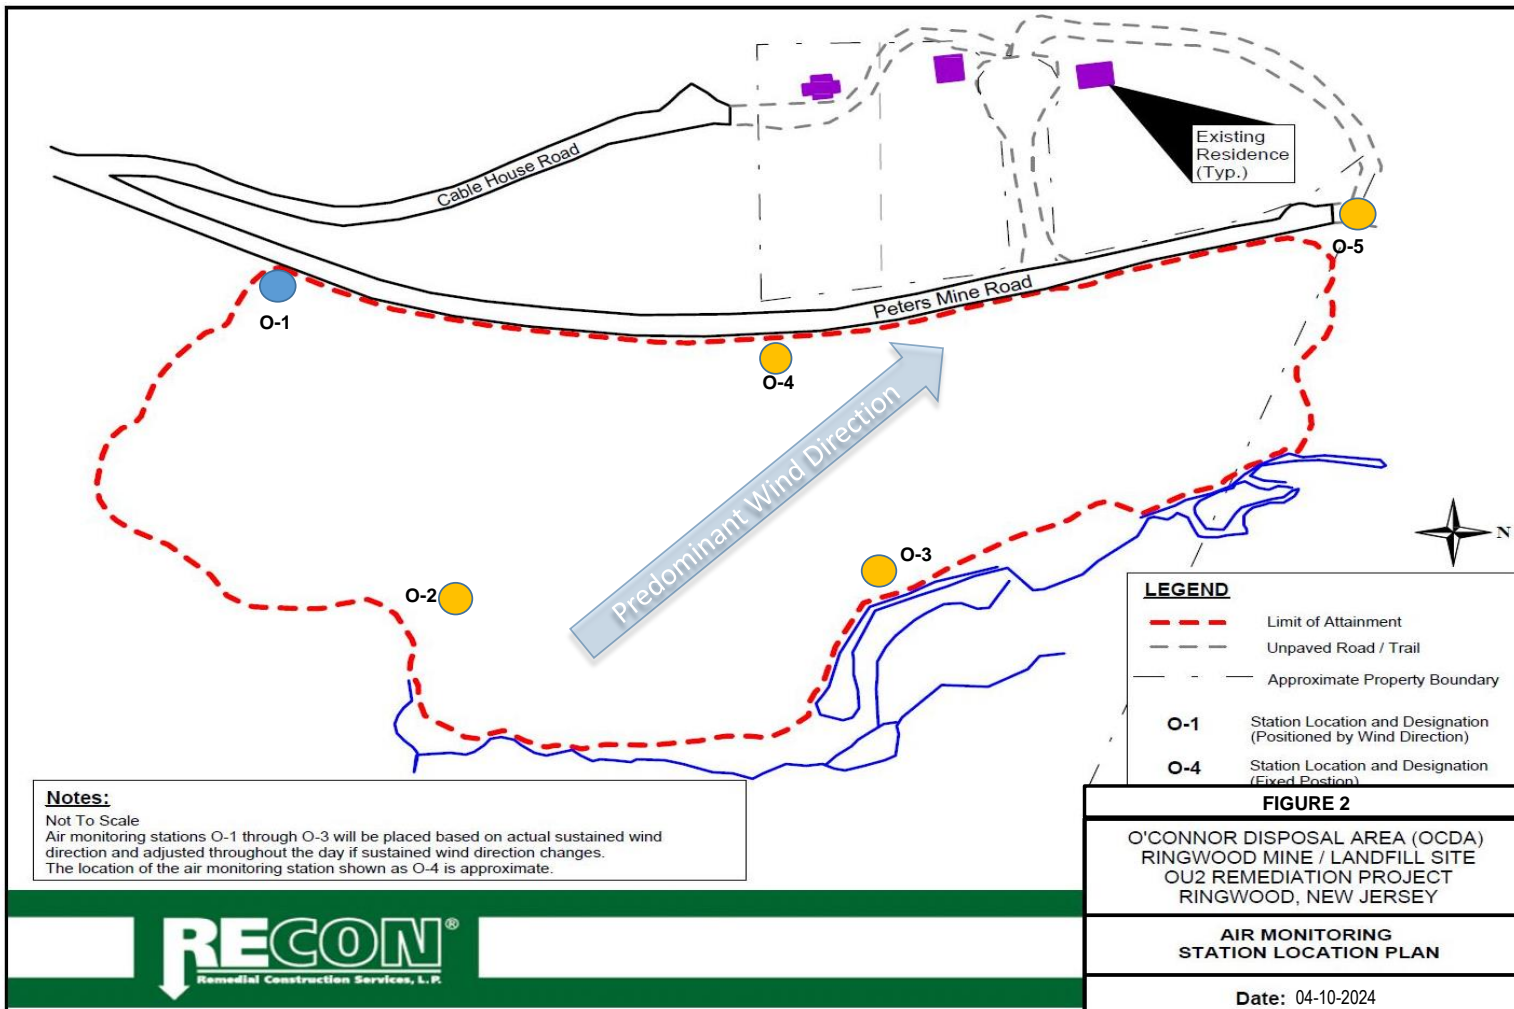 Cable House Road
Existing
Residence
(Typ.)
O-5
O-1
Peters Mine Road
O-4
Predominant Wind Direction
O-3
O-2
N
LEGEND
Limit of Attainment
Unpaved Road / Trail
Approximate Property Boundary
O-1 Station Location and Designation
(Positioned by Wind Direction)
O-4 Station Location and Designation
(Fixed Postion)
Notes:
Not To Scale
Air monitoring stations O-1 through O-3 will be placed based on actual sustained wind
direction and adjusted throughout the day if sustained wind direction changes.
The location of the air monitoring station shown as O-4 is approximate.
FIGURE 2
O'CONNOR DISPOSAL AREA (OCDA)
RINGWOOD MINE / LANDFILL SITE
OU2 REMEDIATION PROJECT
RINGWOOD, NEW JERSEY
AIR MONITORING
STATION LOCATION PLAN
Date: 04-10-2024
RECON®
Remedial Construction Services, L.P.